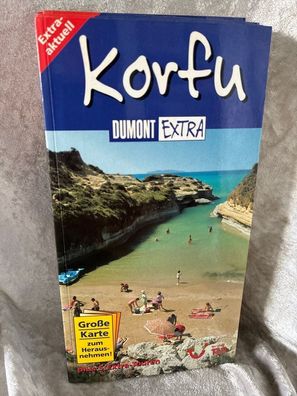 Extra-
aktuell
Korfu
DUMONT EXTRA
Große
Karte
zum
Heraus-
nehmen!